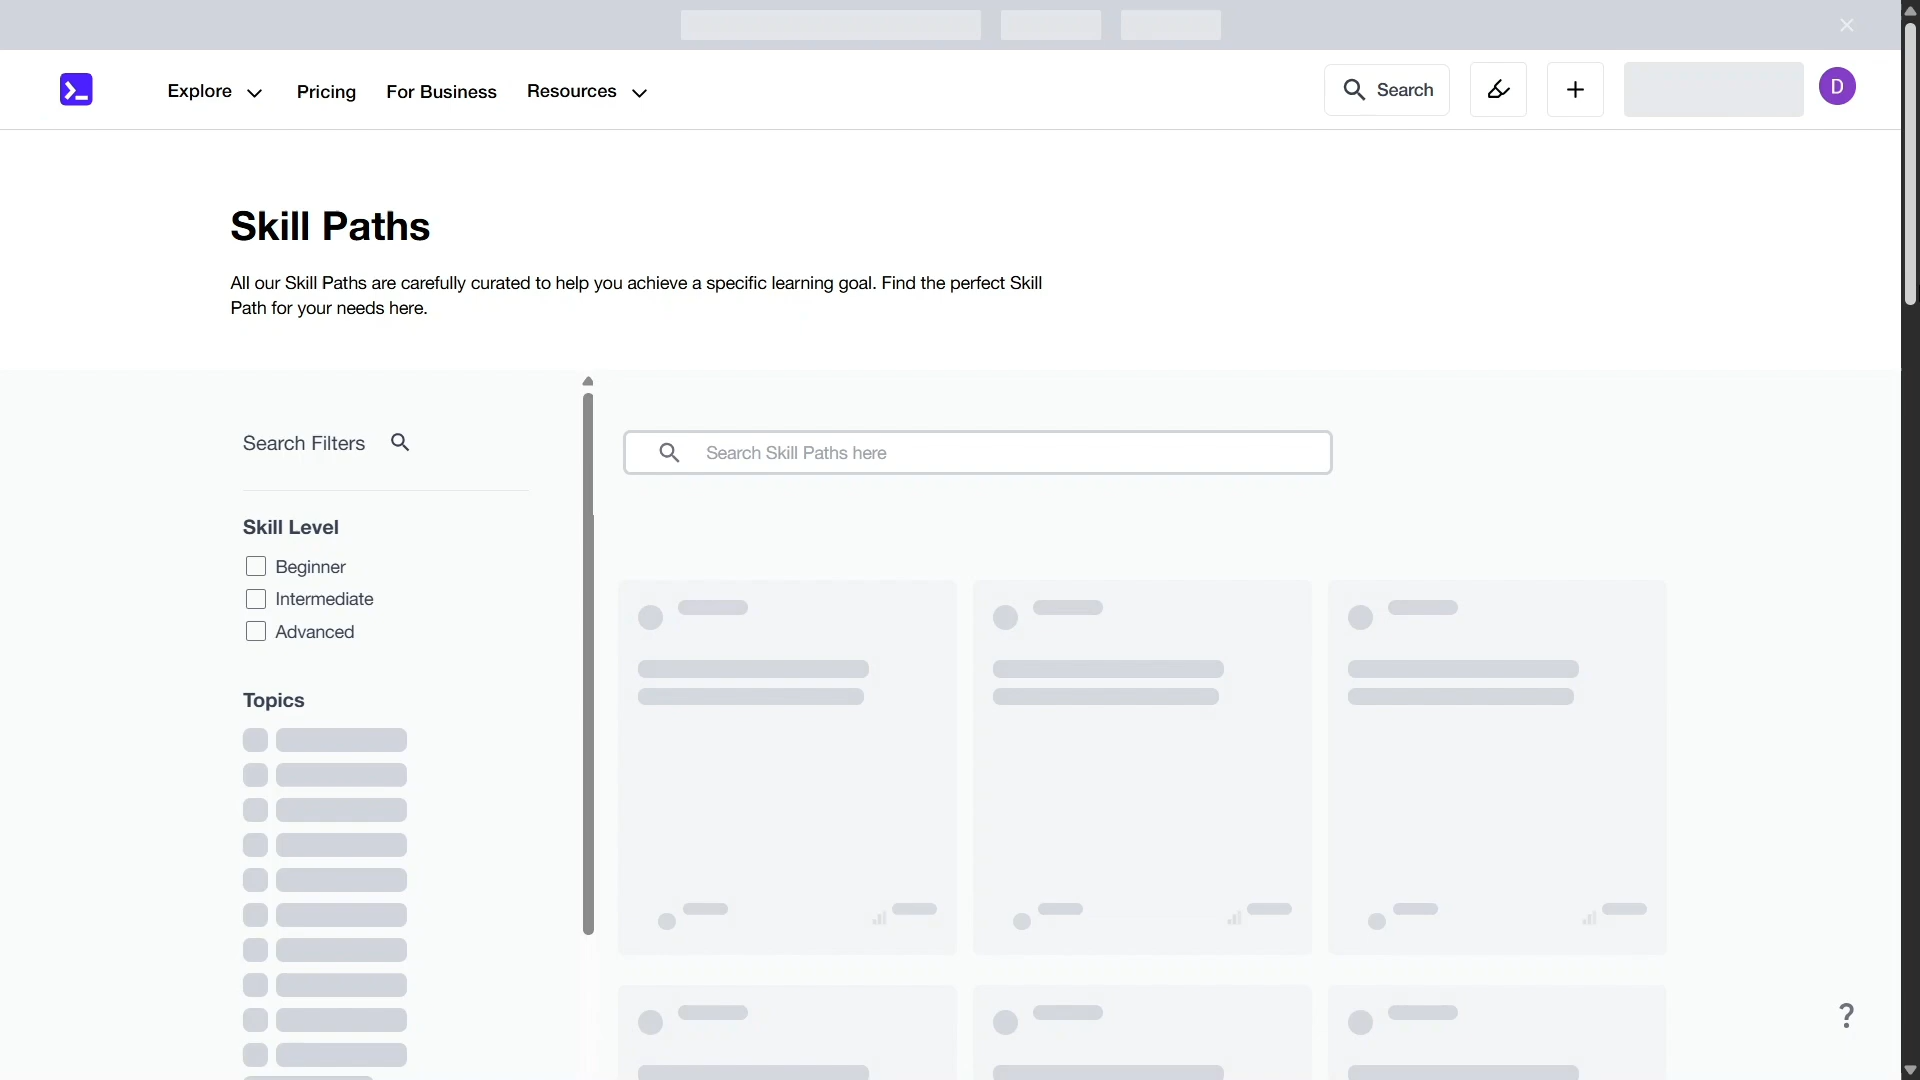 Explore
Pricing
For Business
Resources
Search
D
Skill Paths
All our Skill Paths are carefully curated to help you achieve a specific learning goal. Find the perfect Skill
Path for your needs here.
Search Filters
Search Skill Paths here
Skill Level
Beginner
Intermediate
Advanced
Topics
?